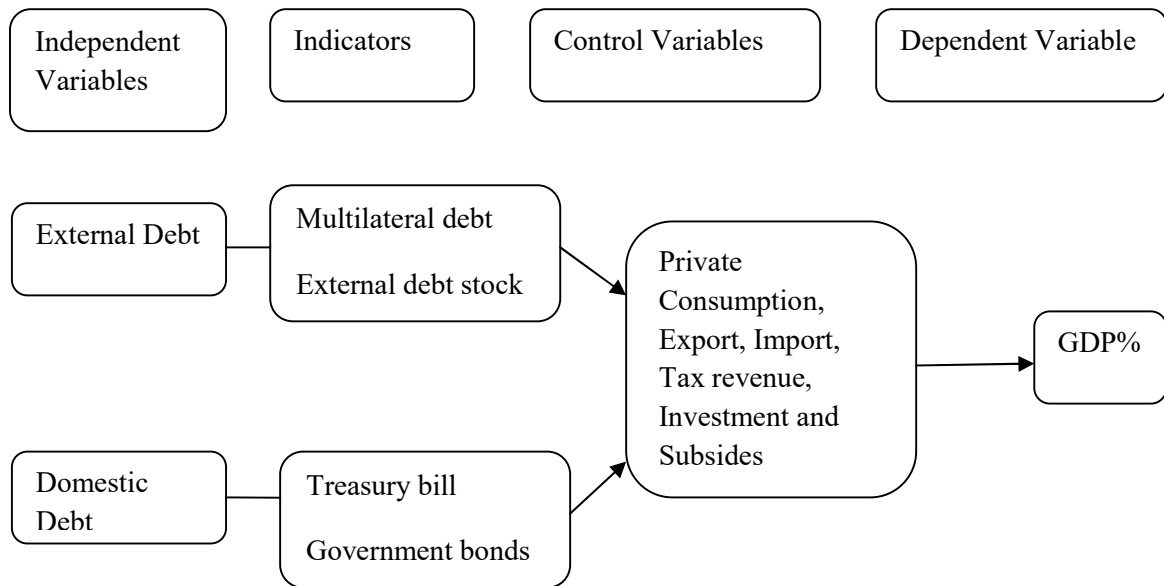 Independent
Variables
Indicators
Control Variables
Dependent Variable
External Debt
Multilateral debt
External debt stock
Private
Consumption,
Export, Import,
Tax revenue,
Investment and
Subsides
GDP%
Domestic
Debt
Treasury bill
Government bonds